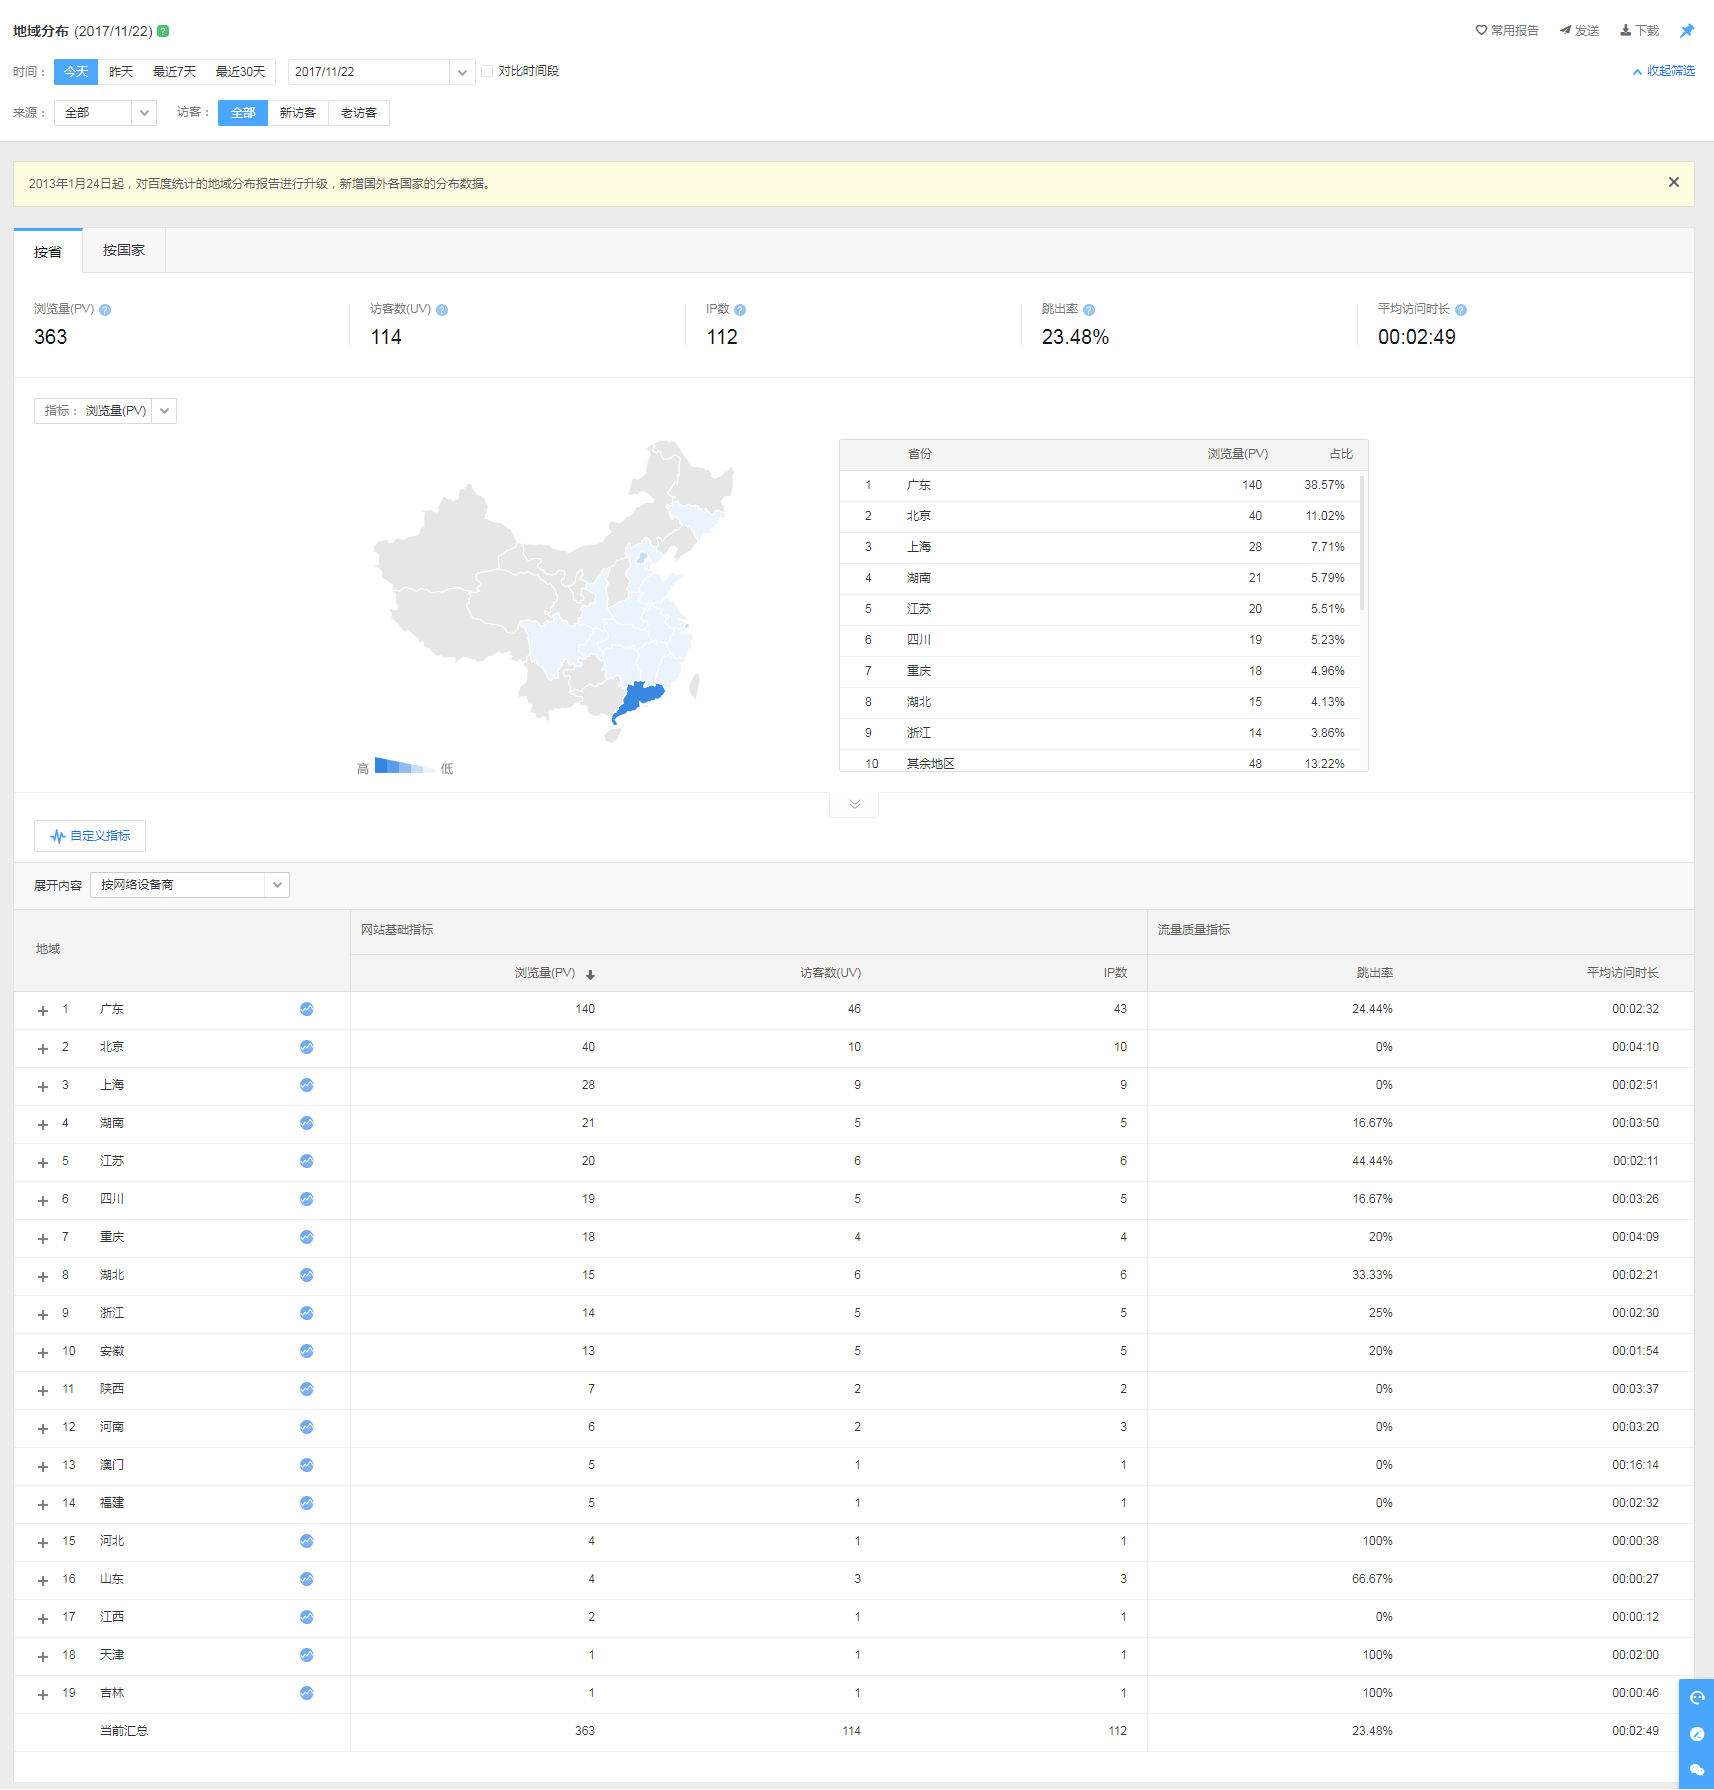 地域分布 (2017/11/22) ?
常用报告 发送 下载
时间： 今天 昨天 最近7天 最近30天 2017/11/22 对比时间段
收起筛选
来源： 全部 访客： 全部 新访客 老访客
2013年1月24日起，对百度统计的地域分布报告进行升级，新增国外各国家的分布数据。
按省 按国家
浏览量(PV) ? 访客数(UV) ? IP数 ? 跳出率 ? 平均访问时长 ?
363 114 112 23.48% 00:02:49
指标： 浏览量(PV)
省份 浏览量(PV) 占比
1 广东 140 38.57%
2 北京 40 11.02%
3 上海 28 7.71%
4 湖南 21 5.79%
5 江苏 20 5.51%
6 四川 19 5.23%
7 重庆 18 4.96%
8 湖北 15 4.13%
9 浙江 14 3.86%
10 其余地区 48 13.22%
高 低
自定义指标
展开内容 按网络设备商
地域 网站基础指标 流量质量指标
浏览量(PV) 访客数(UV) IP数 跳出率 平均访问时长
1 广东 140 46 43 24.44% 00:02:32
2 北京 40 10 10 0% 00:04:10
3 上海 28 9 9 0% 00:02:51
4 湖南 21 5 5 16.67% 00:03:50
5 江苏 20 6 6 44.44% 00:02:11
6 四川 19 5 5 16.67% 00:03:26
7 重庆 18 4 4 20% 00:04:09
8 湖北 15 6 6 33.33% 00:02:21
9 浙江 14 5 5 25% 00:02:30
10 安徽 13 5 5 20% 00:01:54
11 陕西 7 2 2 0% 00:03:37
12 河南 6 2 3 0% 00:03:20
13 澳门 5 1 1 0% 00:16:14
14 福建 5 1 1 0% 00:02:32
15 河北 4 1 1 100% 00:00:38
16 山东 4 3 3 66.67% 00:00:27
17 江西 2 1 1 0% 00:00:12
18 天津 1 1 1 100% 00:02:00
19 吉林 1 1 1 100% 00:00:46
当前汇总 363 114 112 23.48% 00:02:49